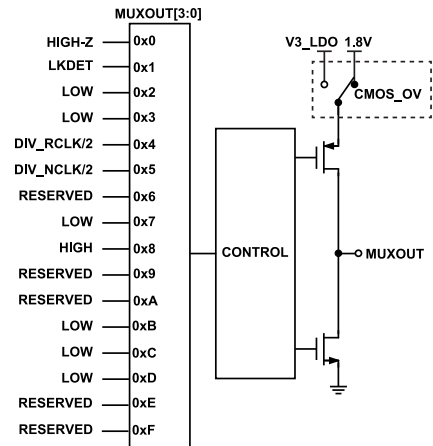 MUXOUT[3:0]
HIGH-Z 0x0
LKDET 0x1
LOW 0x2
LOW 0x3
DIV_RCLK/2 0x4
DIV_NCLK/2 0x5
RESERVED 0x6
LOW 0x7
HIGH 0x8
RESERVED 0x9
RESERVED 0xA
LOW 0xB
LOW 0xC
LOW 0xD
RESERVED 0xE
RESERVED 0xF
CONTROL
V3_LDO 1.8V
CMOS_OV
MUXOUT